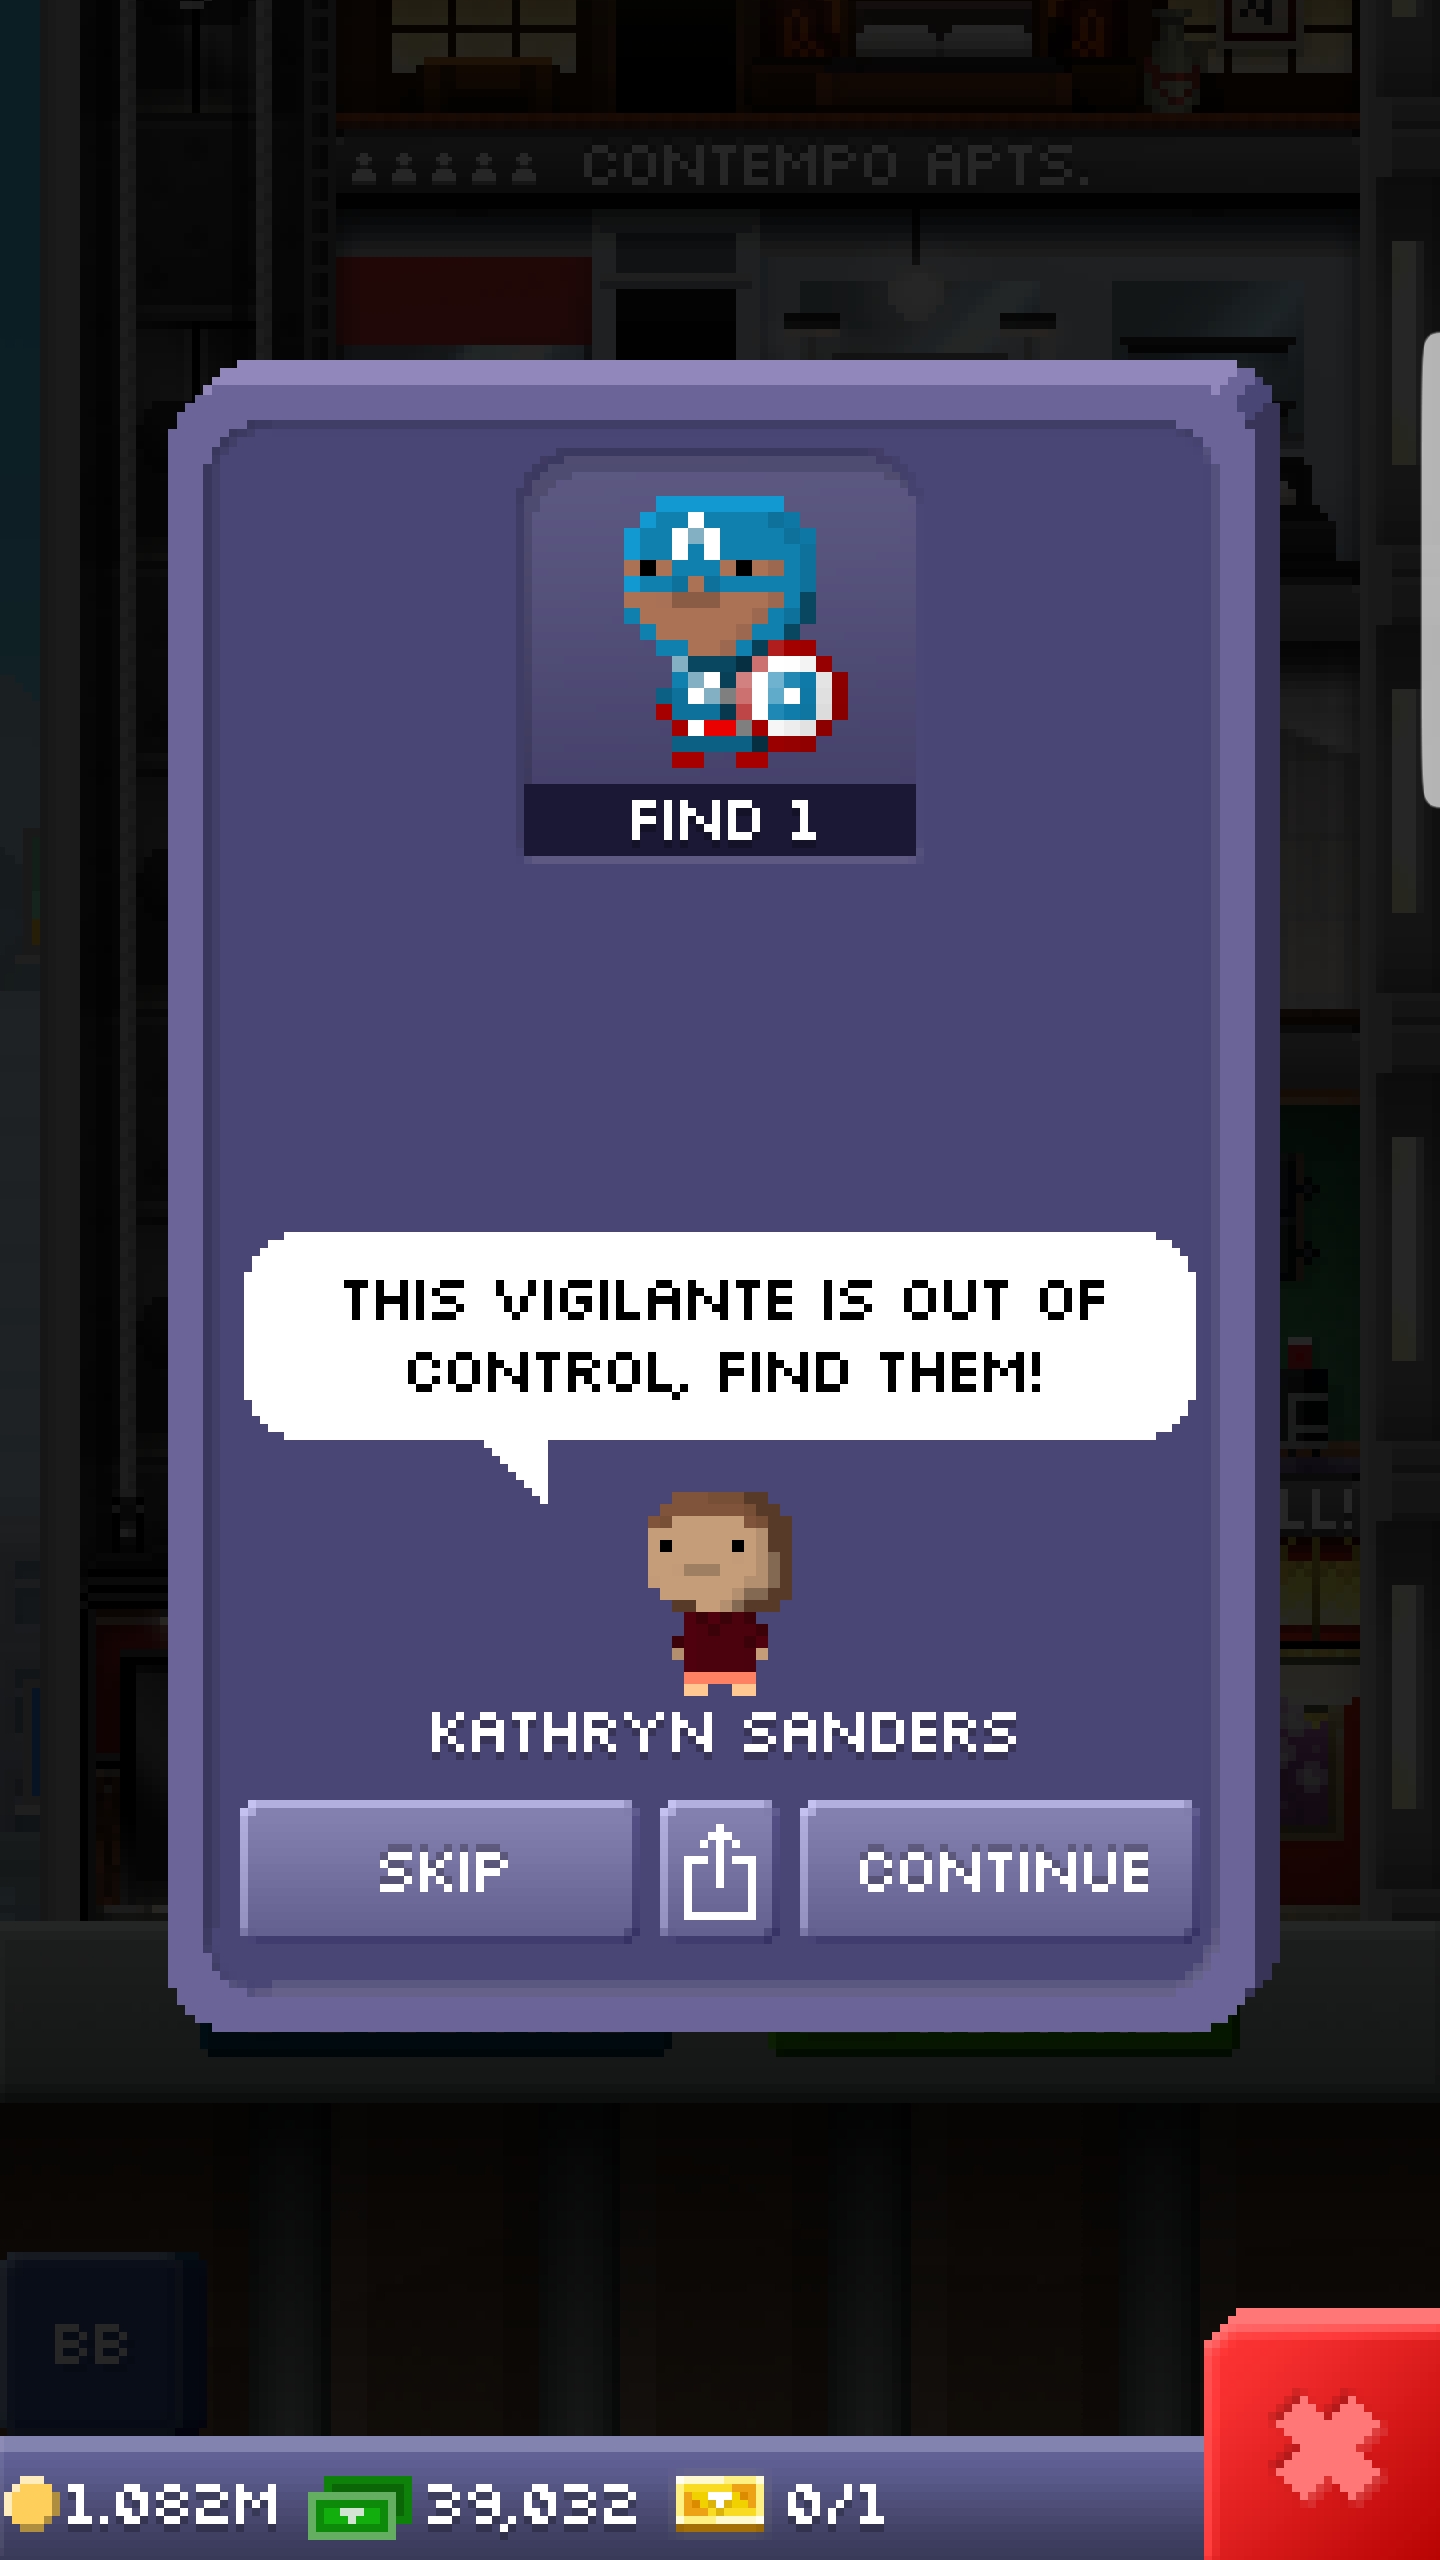 CONTEMPO APTS.
A
FIND 1
THIS VIGILANTE IS OUT OF
CONTROL, FIND THEM!
LL!
KATHRYN SANDERS
SKIP
CONTINUE
BB
1.082M
39,032
0/1